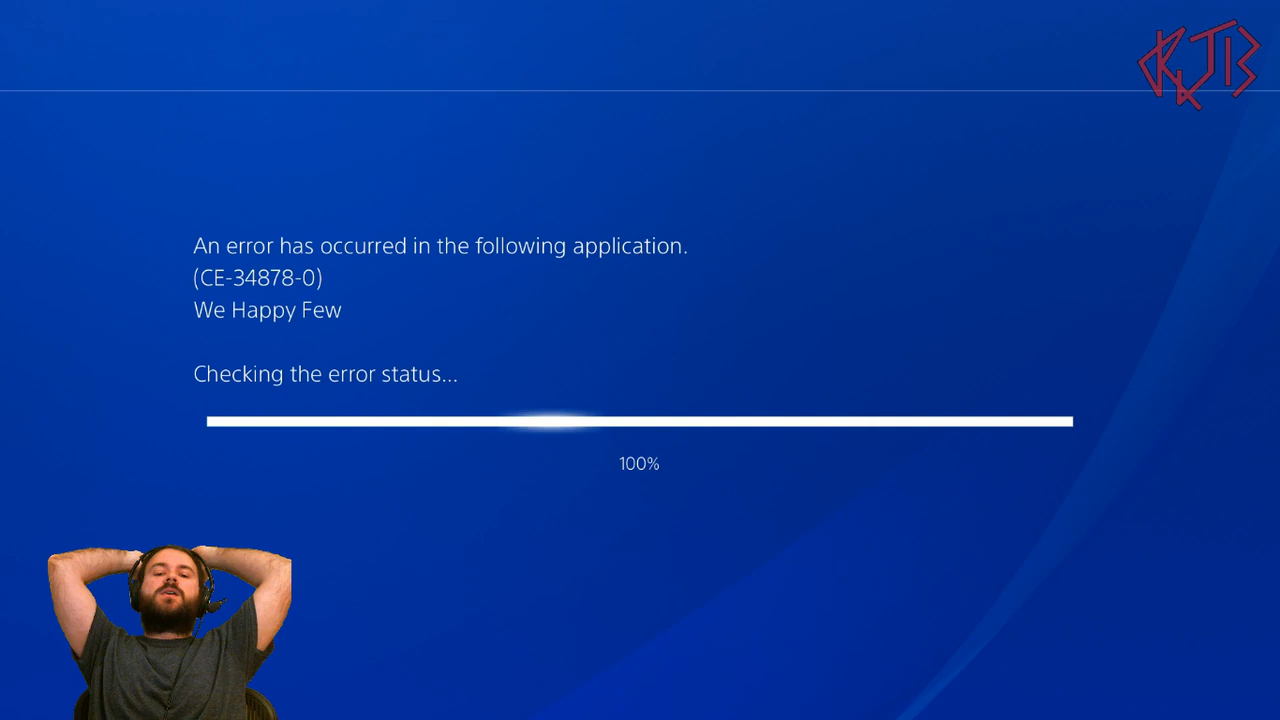 An error has occurred in the following application.
(CE-34878-0)
We Happy Few
Checking the error status...
100%